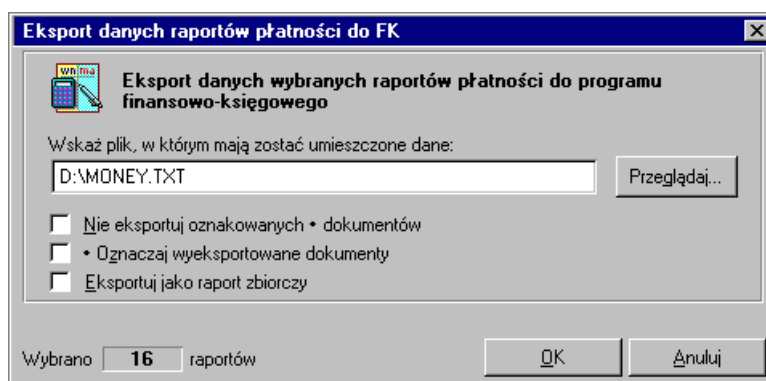 Eksport danych raportów płatności do FK
wn ma
Eksport danych wybranych raportów płatności do programu
finansowo-księgowego
Wskaż plik, w którym mają zostać umieszczone dane:
D:\MONEY.TXT
Przeglądaj...
Nie eksportuj oznakowanych • dokumentów
• Oznaczaj wyeksportowane dokumenty
Eksportuj jako raport zbiorczy
Wybrano 16 raportów
OK
Anuluj